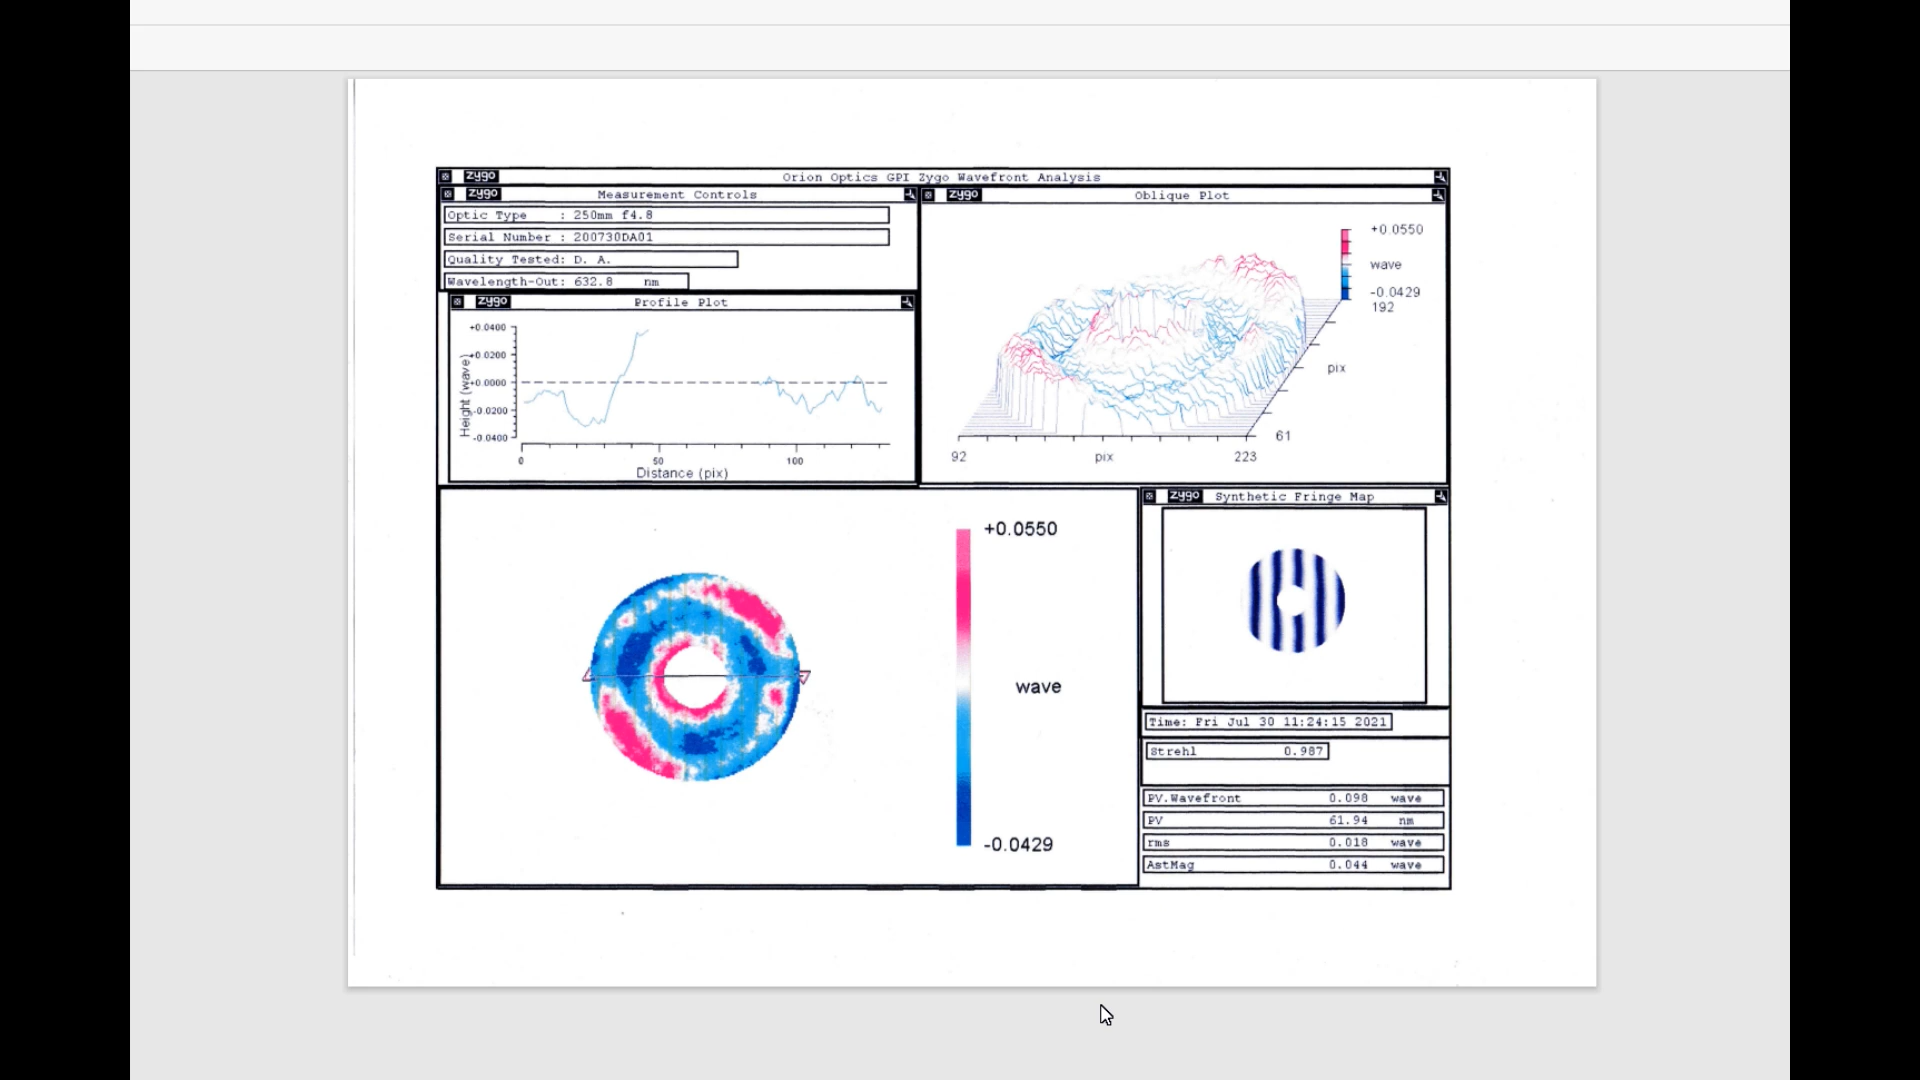 zygo Orion Optics GPI Zygo Wavefront Analysis
zygo Measurement Controls
Optic Type : 250mm f4.8
Serial Number : 200730DA01
Quality Tested: D. A.
Wavelength-Out: 632.8 nm
zygo Profile Plot
+0.0400
+0.0200
+0.0000
-0.0200
-0.0400
Height (wave)
0 50 100
Distance (pix)
zygo Oblique Plot
+0.0550
wave
-0.0429
192
pix
61
92 pix 223
+0.0550
wave
-0.0429
zygo Synthetic Fringe Map
Time: Fri Jul 30 11:24:15 2021
Strehl 0.987
PV.Wavefront 0.098 wave
PV 61.94 nm
rms 0.018 wave
AstMag 0.044 wave